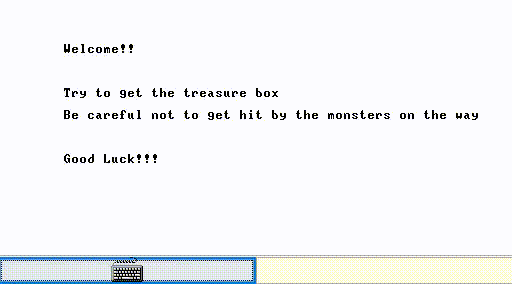 Welcome!!
Try to get the treasure box
Be careful not to get hit by the monsters on the way
Good Luck!!!